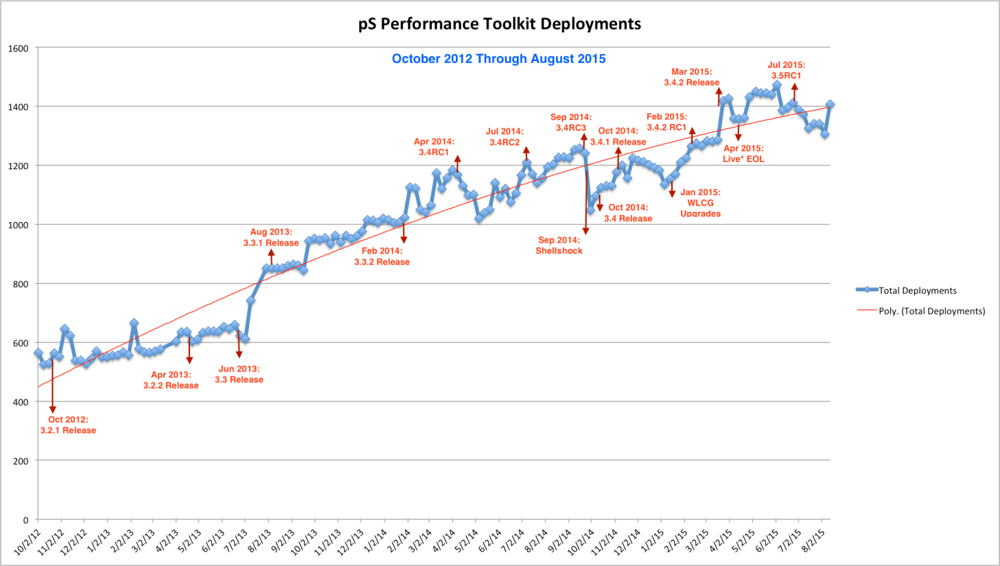 pS Performance Toolkit Deployments
October 2012 Through August 2015
1600
1400
1200
1000
800
600
400
200
0
Oct 2012:
3.2.1 Release
Apr 2013:
3.2.2 Release
Jun 2013:
3.3 Release
Aug 2013:
3.3.1 Release
Feb 2014:
3.3.2 Release
Apr 2014:
3.4RC1
Jul 2014:
3.4RC2
Sep 2014:
3.4RC3
Sep 2014:
Shellshock
Oct 2014:
3.4 Release
Oct 2014:
3.4.1 Release
Jan 2015:
WLCG
Upgrades
Feb 2015:
3.4.2 RC1
Mar 2015:
3.4.2 Release
Apr 2015:
Live* EOL
Jul 2015:
3.5RC1
Total Deployments
Poly. (Total Deployments)
10/2/12
11/2/12
12/2/12
1/2/13
2/2/13
3/2/13
4/2/13
5/2/13
6/2/13
7/2/13
8/2/13
9/2/13
10/2/13
11/2/13
12/2/13
1/2/14
2/2/14
3/2/14
4/2/14
5/2/14
6/2/14
7/2/14
8/2/14
9/2/14
10/2/14
11/2/14
12/2/14
1/2/15
2/2/15
3/2/15
4/2/15
5/2/15
6/2/15
7/2/15
8/2/15